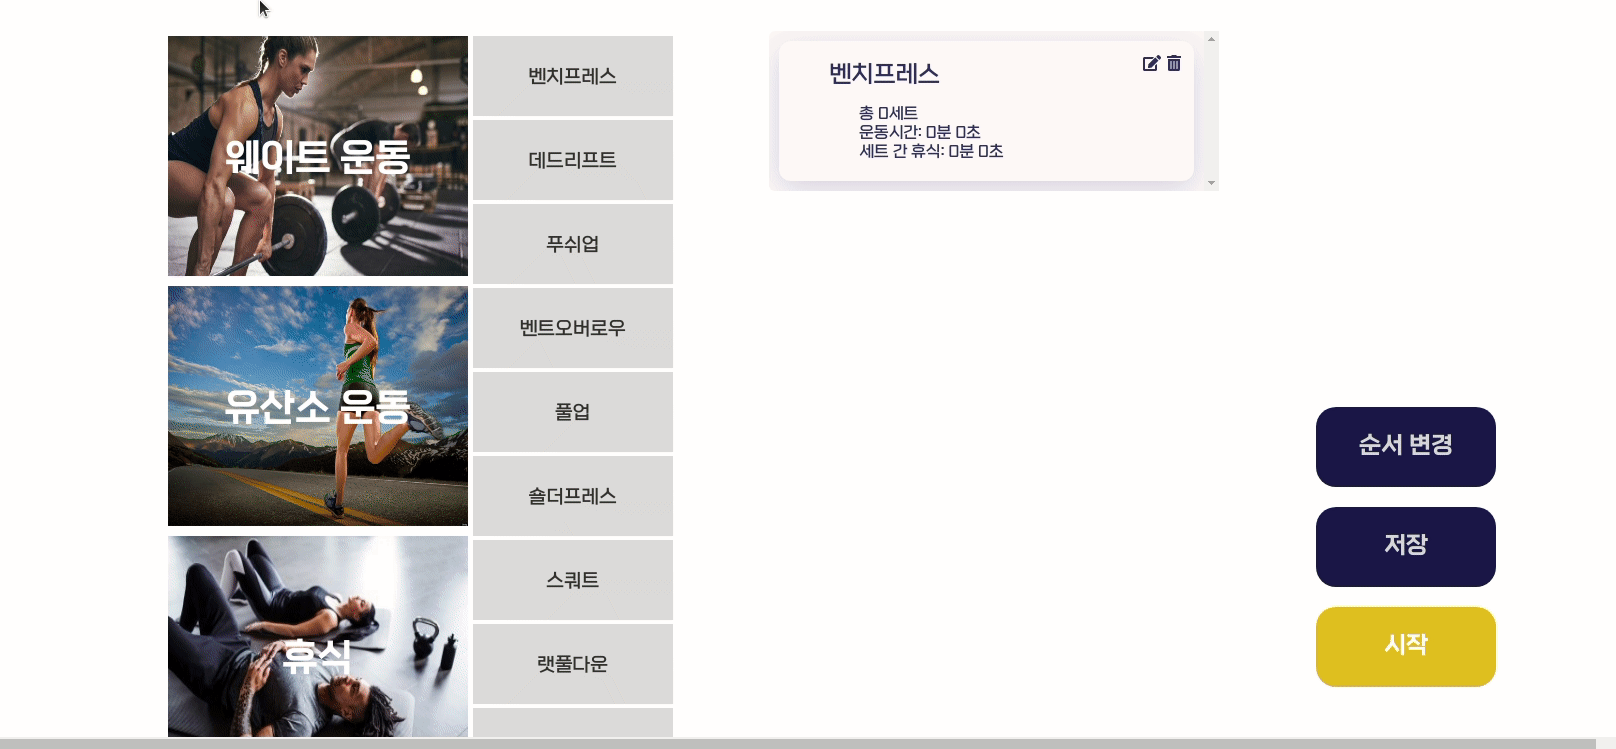 웨이트 운동
유산소 운동
휴식
벤치프레스
데드리프트
푸쉬업
벤트오버로우
풀업
숄더프레스
스쿼트
랫풀다운
벤치프레스
총 0세트
운동시간: 0분 0초
세트 간 휴식: 0분 0초
순서 변경
저장
시작